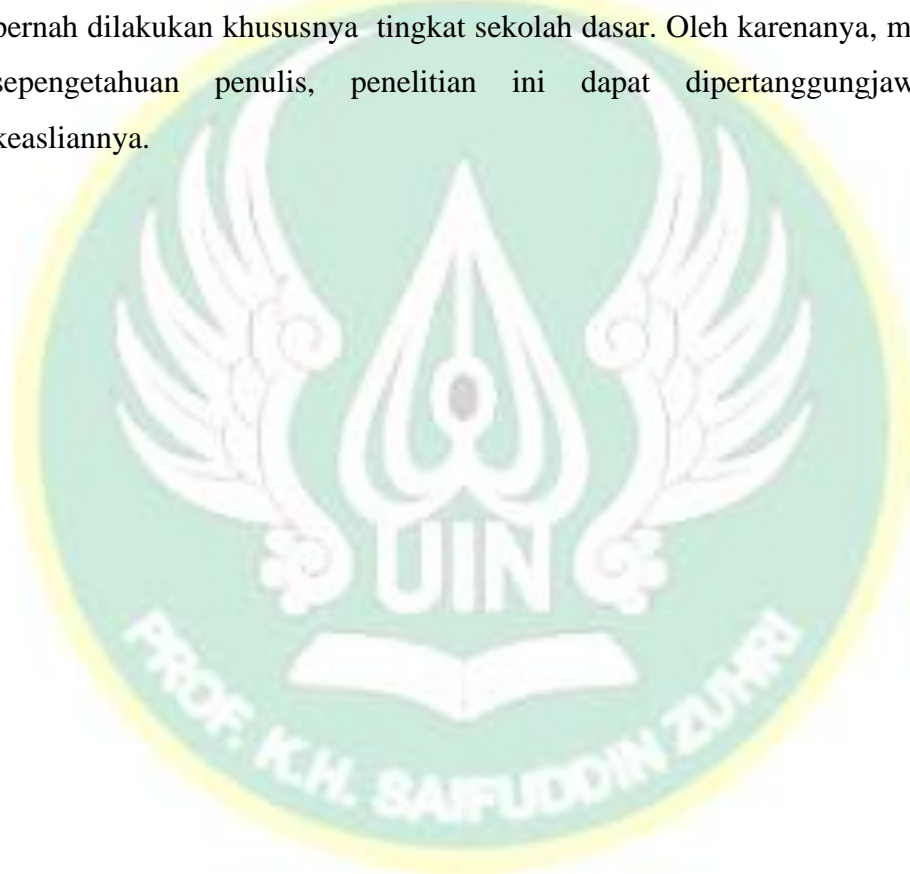 pernah dilakukan khususnya tingkat sekolah dasar. Oleh karenanya, m
sepengetahuan penulis, penelitian ini dapat dipertanggungjaw
keasliannya.
UIN
PROF. K.H. SAIFUDDIN ZUHRI